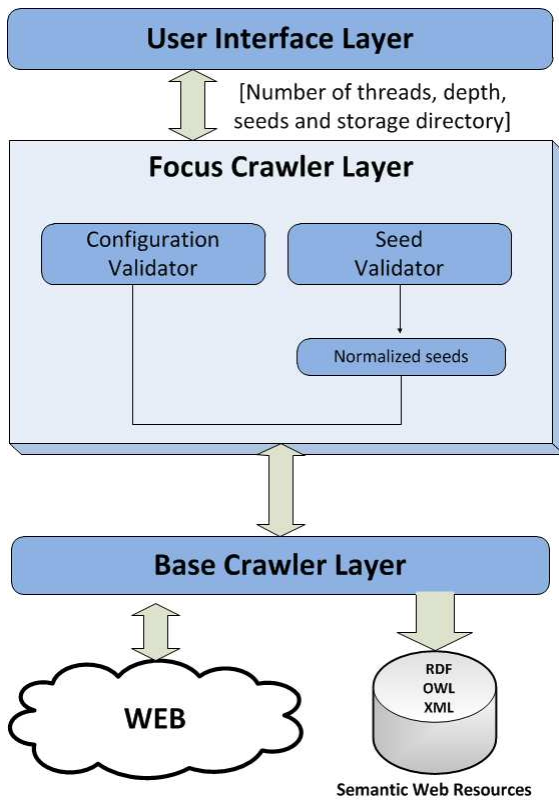 User Interface Layer
[Number of threads, depth,
seeds and storage directory]
Focus Crawler Layer
Configuration
Validator
Seed
Validator
Normalized seeds
Base Crawler Layer
WEB
RDF
OWL
XML
Semantic Web Resources